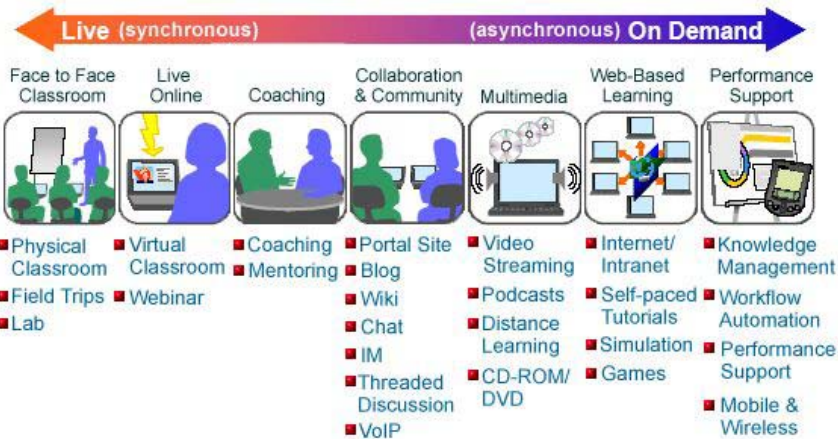 Live (synchronous) (asynchronous) On Demand
Face to Face
Classroom
Live
Online
Coaching
Collaboration
& Community
Multimedia
Web-Based
Learning
Performance
Support
Physical
Classroom
Field Trips
Lab
Virtual
Classroom
Webinar
Coaching
Mentoring
Portal Site
Blog
Wiki
Chat
IM
Threaded
Discussion
VoIP
Video
Streaming
Podcasts
Distance
Learning
CD-ROM/
DVD
Internet/
Intranet
Self-paced
Tutorials
Simulation
Games
Knowledge
Management
Workflow
Automation
Performance
Support
Mobile &
Wireless